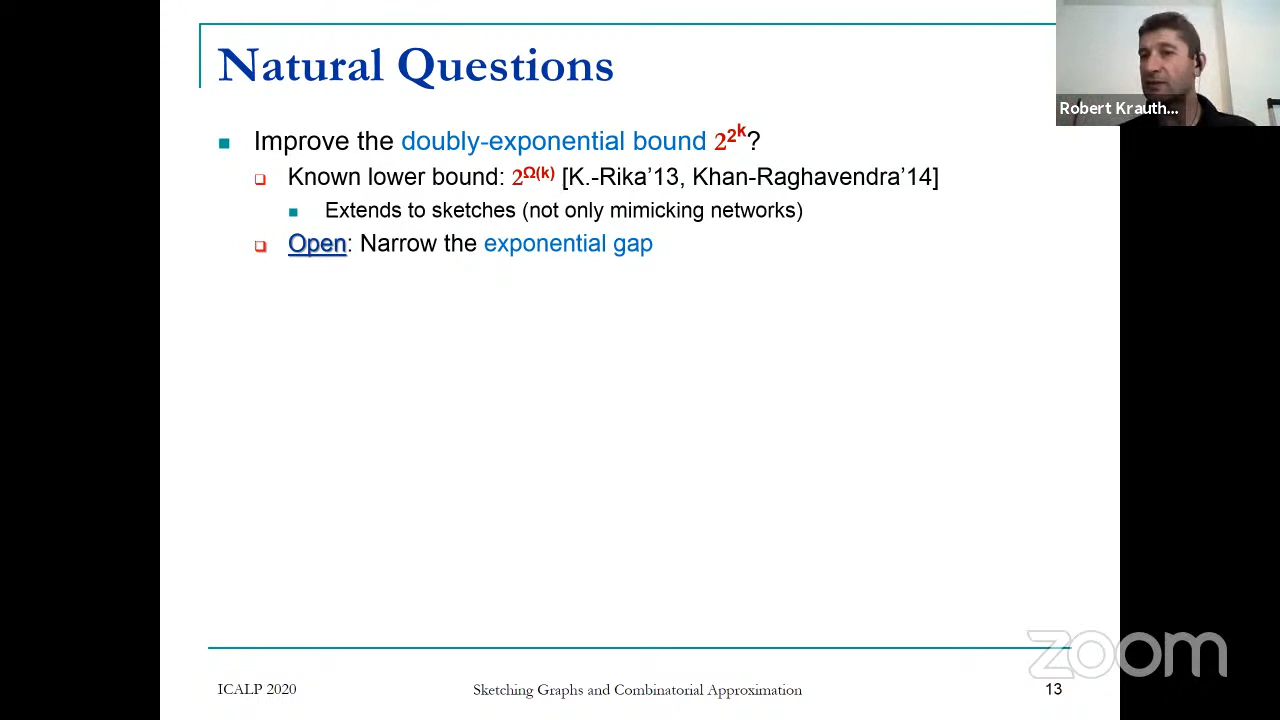 Natural Questions
Robert Krauth...
Improve the doubly-exponential bound 2^2^k?
Known lower bound: 2^Ω(k) [K.-Rika’13, Khan-Raghavendra’14]
Extends to sketches (not only mimicking networks)
Open: Narrow the exponential gap
zoom
ICALP 2020
Sketching Graphs and Combinatorial Approximation
13